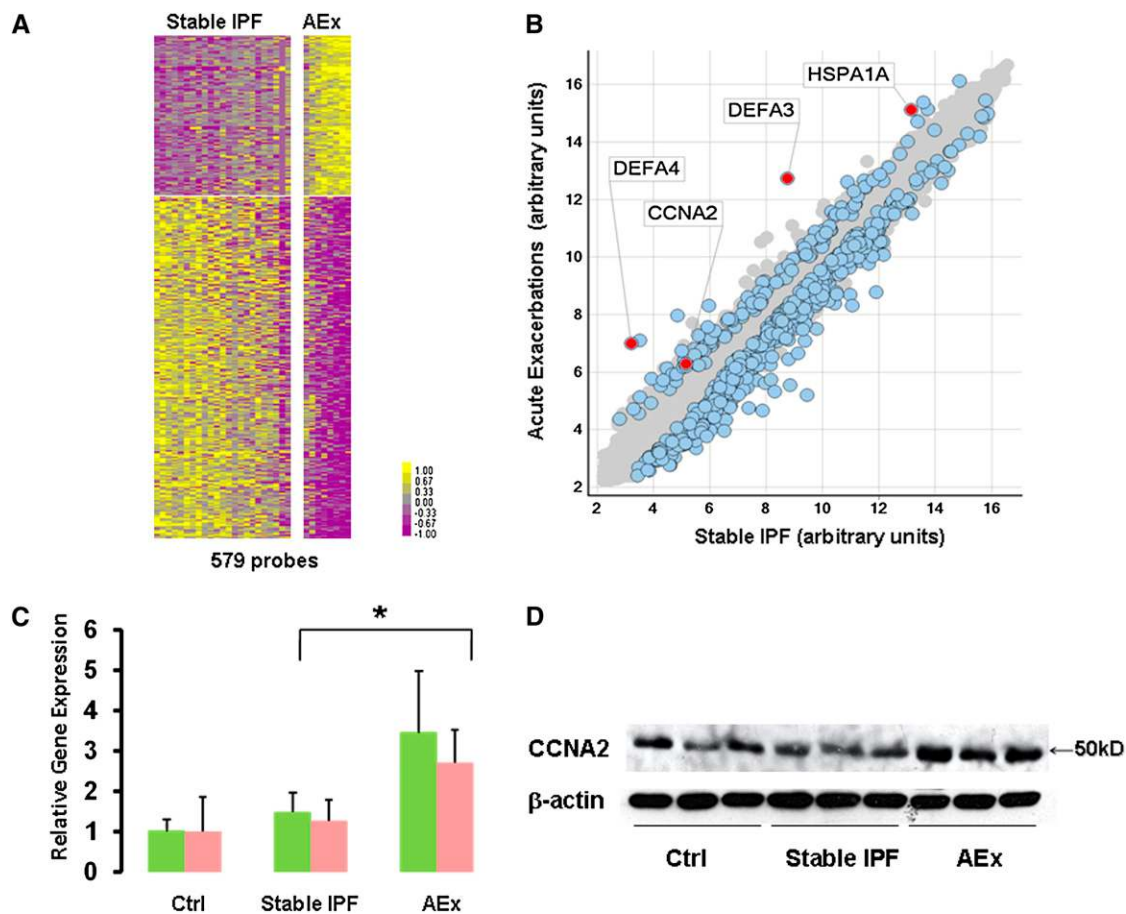 A
Stable IPF
AEx
1.00
0.67
0.33
0.00
-0.33
-0.67
-1.00
579 probes
B
HSPA1A
DEFA3
DEFA4
CCNA2
Acute Exacerbations (arbitrary units)
16
14
12
10
8
6
4
2
2 4 6 8 10 12 14 16
Stable IPF (arbitrary units)
C
Relative Gene Expression
6
5
4
3
2
1
0
*
Ctrl Stable IPF AEx
D
CCNA2
←50kD
β-actin
Ctrl Stable IPF AEx